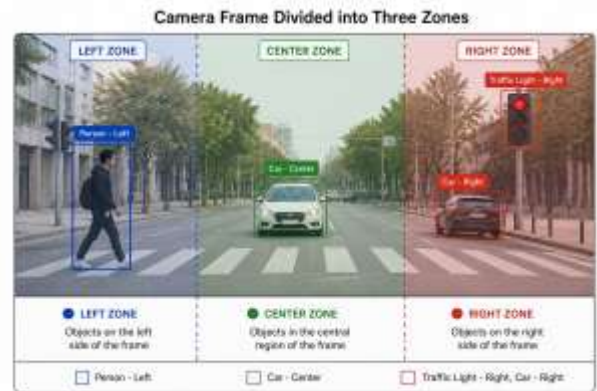 Camera Frame Divided into Three Zones
LEFT ZONE
CENTER ZONE
RIGHT ZONE
Traffic Light - Right
Person - Left
Car - Center
Car - Right
LEFT ZONE
Objects on the left
side of the frame
CENTER ZONE
Objects in the central
region of the frame
RIGHT ZONE
Objects on the right
side of the frame
Person - Left
Car - Center
Traffic Light - Right, Car - Right